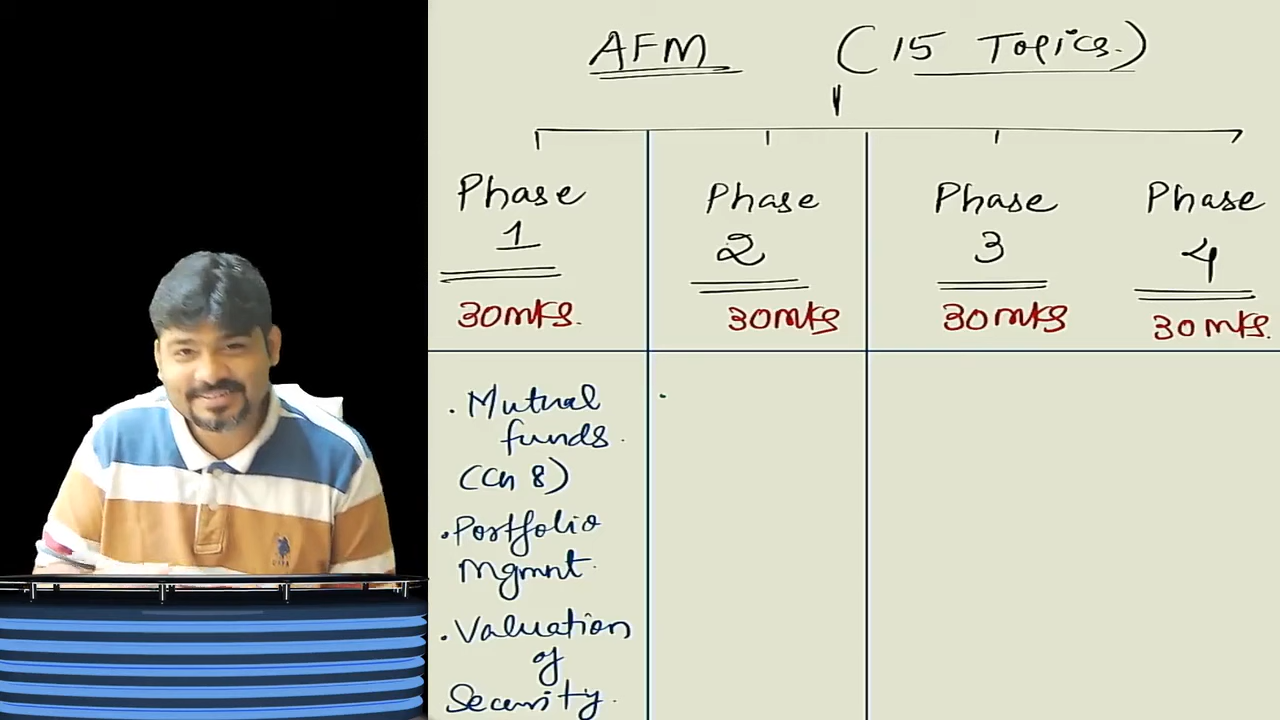 AFM (15 Topics.)
Phase 1 Phase 2 Phase 3 Phase 4
30mks. 30mks 30mks 30mks.
. Mutual
funds.
(Ch 8)
. Portfolio
Mgmnt.
. Valuation
of
Security.